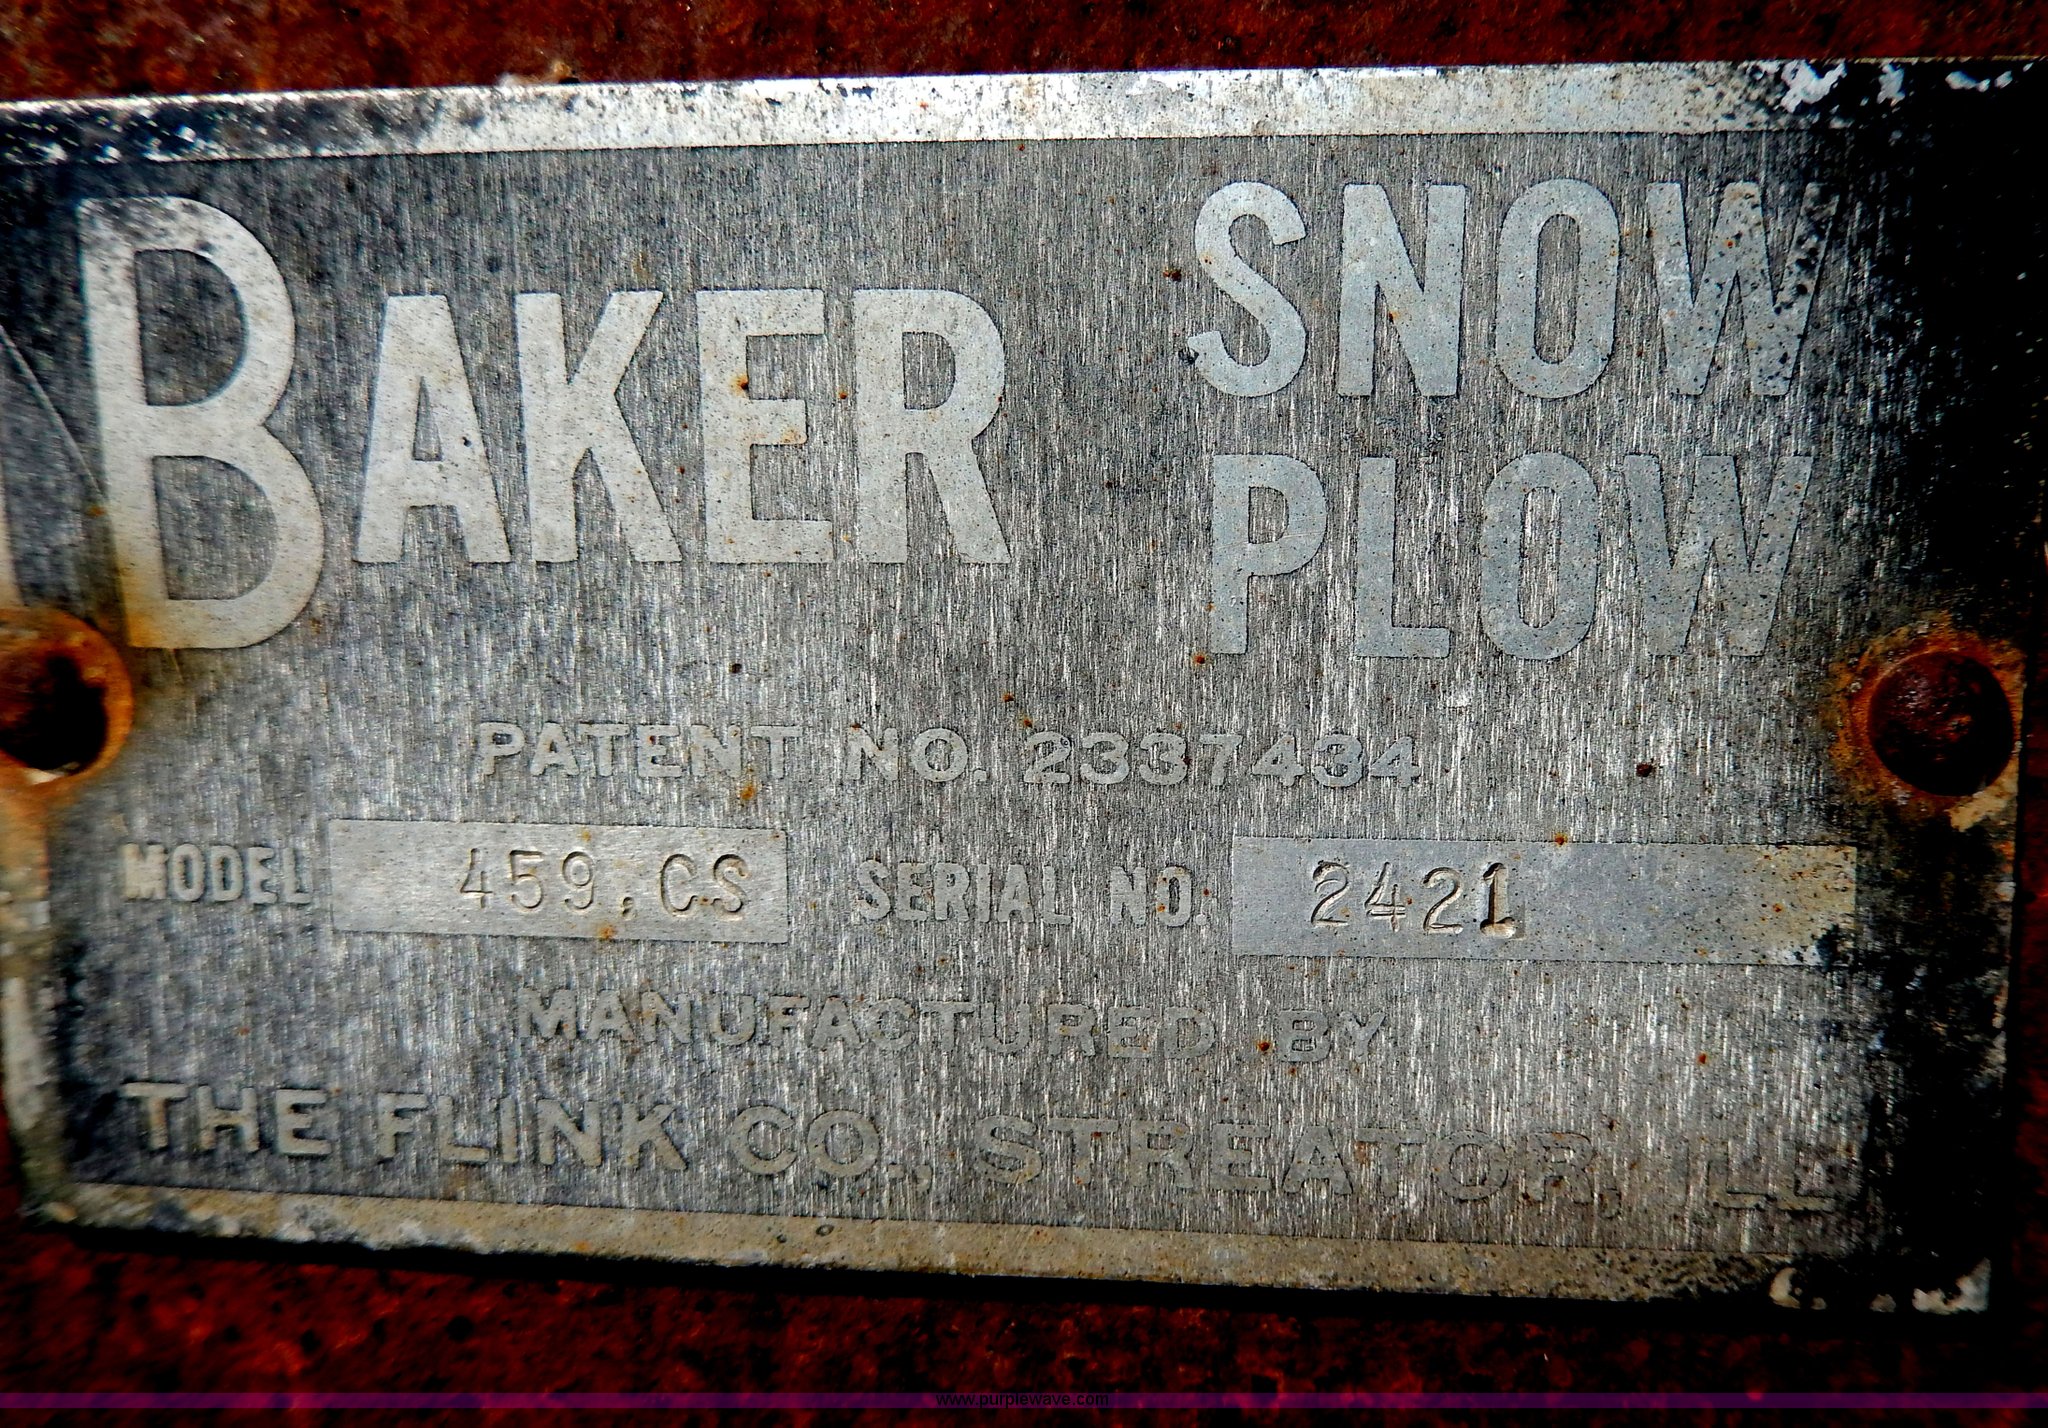 BAKER SNOW PLOW
PATENT NO. 2337434
MODEL 459.CS SERIAL NO. 2421
MANUFACTURED BY
THE FLINK CO., STREATOR, ILL
www.purplewave.com